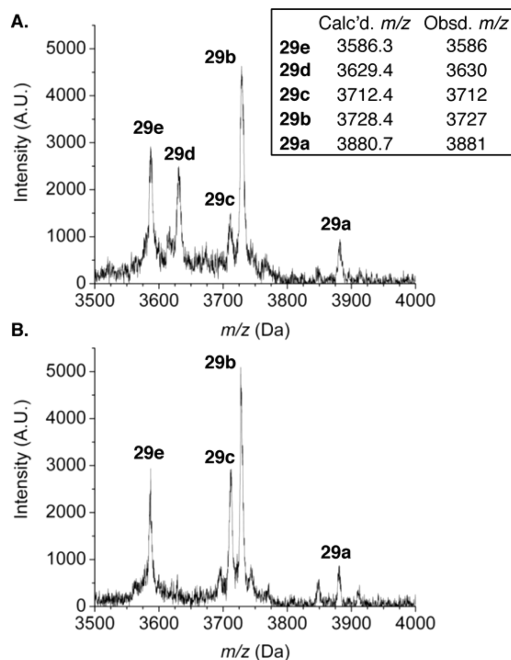 A.
Calc'd. m/z Obsd. m/z
29e 3586.3 3586
29d 3629.4 3630
29c 3712.4 3712
29b 3728.4 3727
29a 3880.7 3881
29b
29e
29d
29c
29a
Intensity (A.U.)
5000
4000
3000
2000
1000
0
3500 3600 3700 3800 3900 4000
m/z (Da)
B.
29b
29e
29c
29a
Intensity (A.U.)
5000
4000
3000
2000
1000
0
3500 3600 3700 3800 3900 4000
m/z (Da)